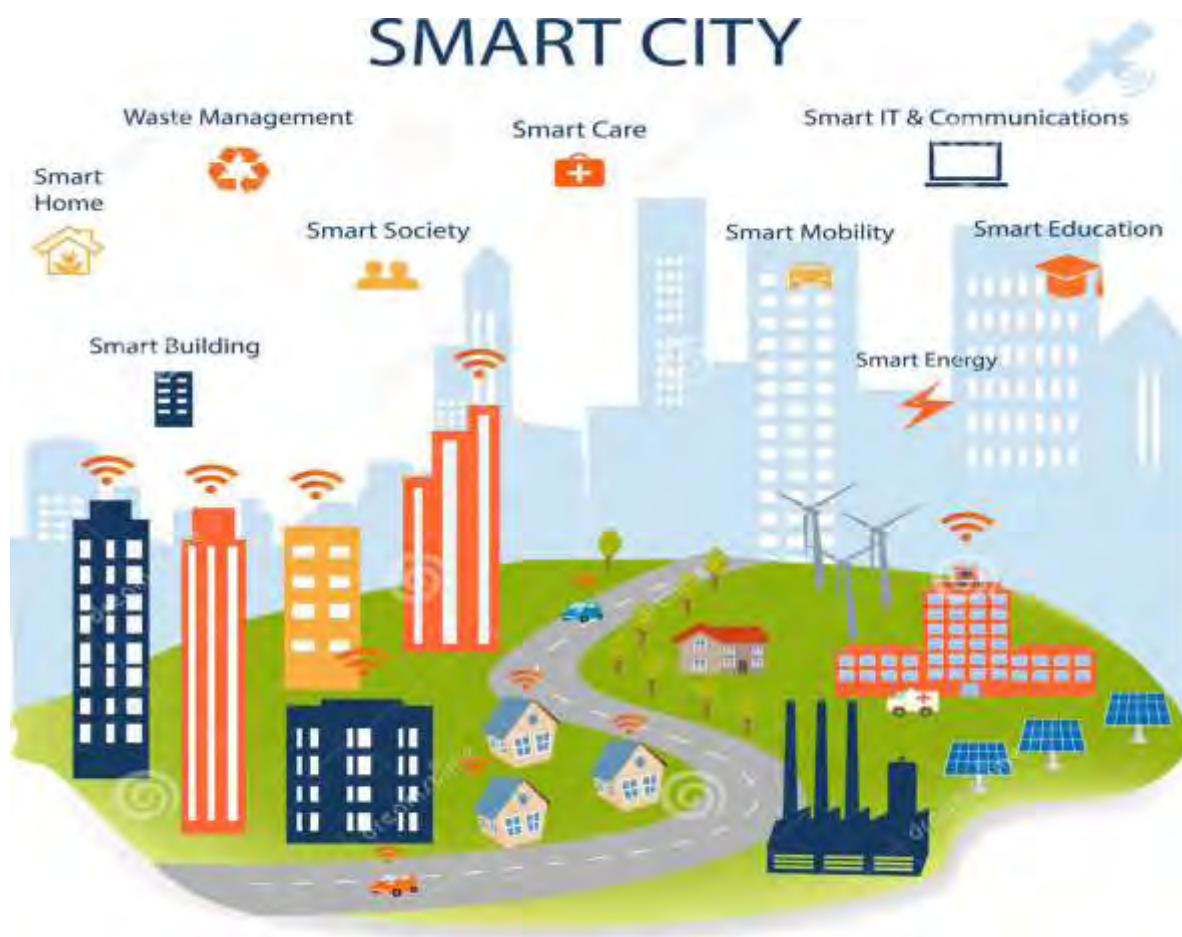 SMART CITY
Waste Management
Smart Care
Smart IT & Communications
Smart
Home
Smart Society
Smart Mobility
Smart Education
Smart Building
Smart Energy